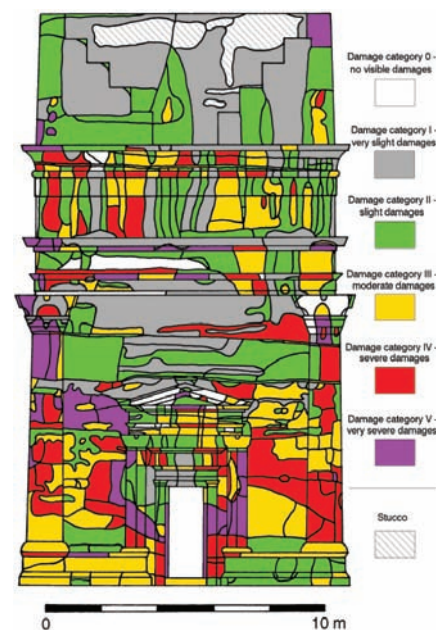 Damage category 0 -
no visible damages
Damage category I -
very slight damages
Damage category II -
slight damages
Damage category III -
moderate damages
Damage category IV -
severe damages
Damage category V -
very severe damages
Stucco
0
10 m